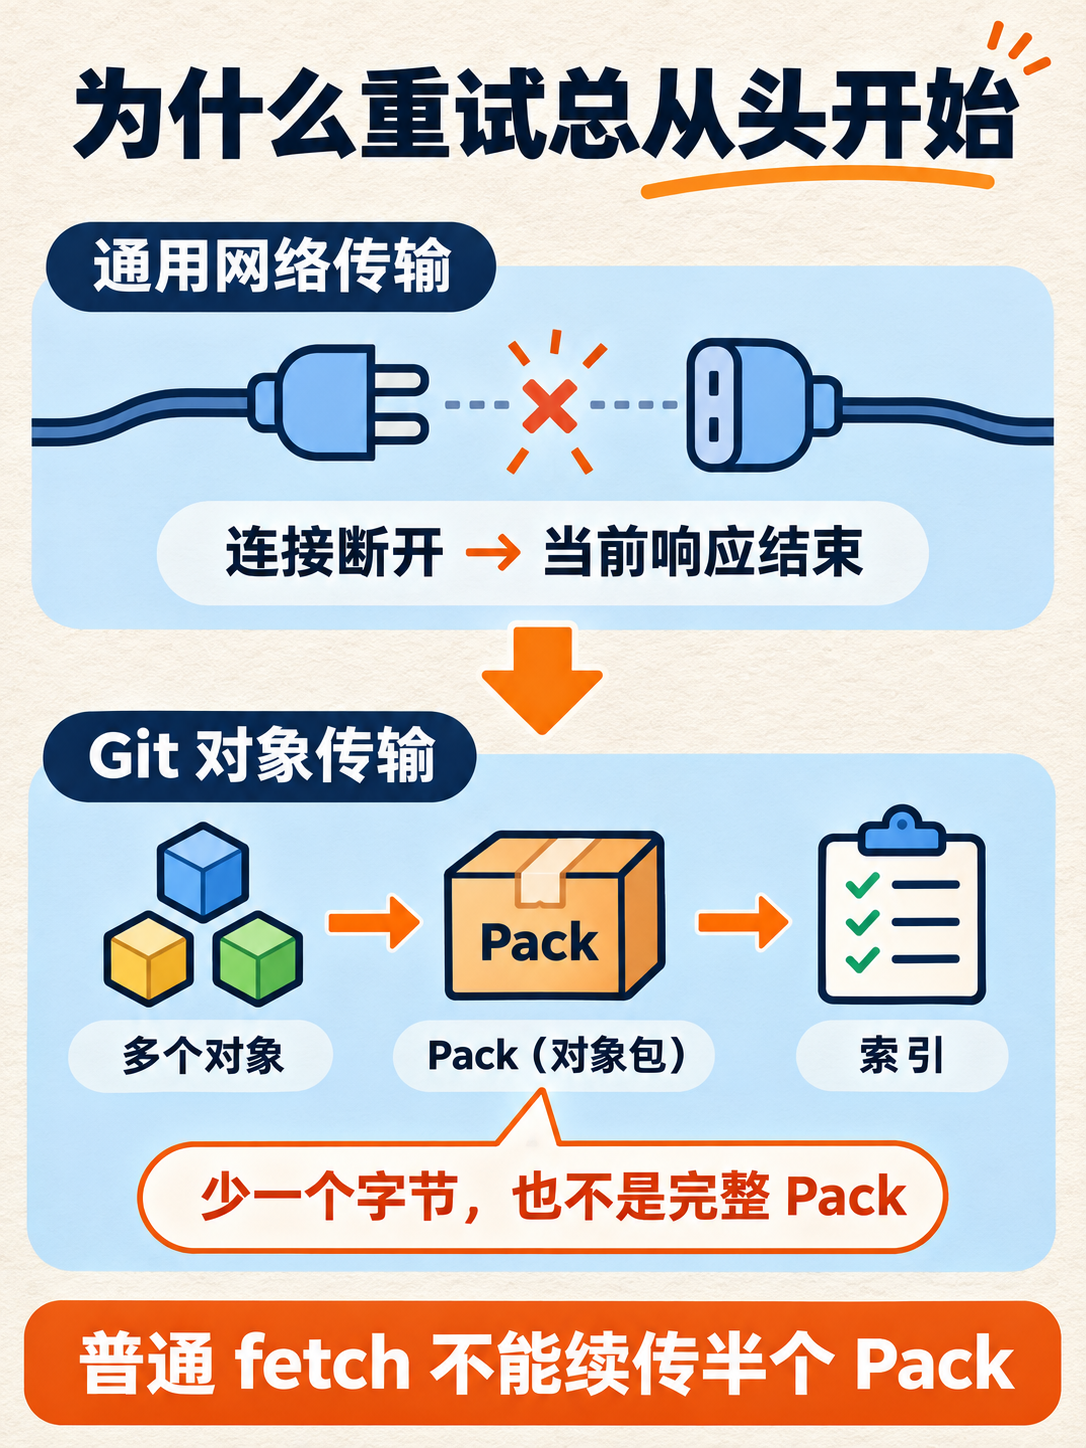 为什么重试总从头开始
通用网络传输
连接断开 → 当前响应结束
Git 对象传输
Pack
多个对象
Pack（对象包）
索引
少一个字节，也不是完整 Pack
普通 fetch 不能续传半个 Pack